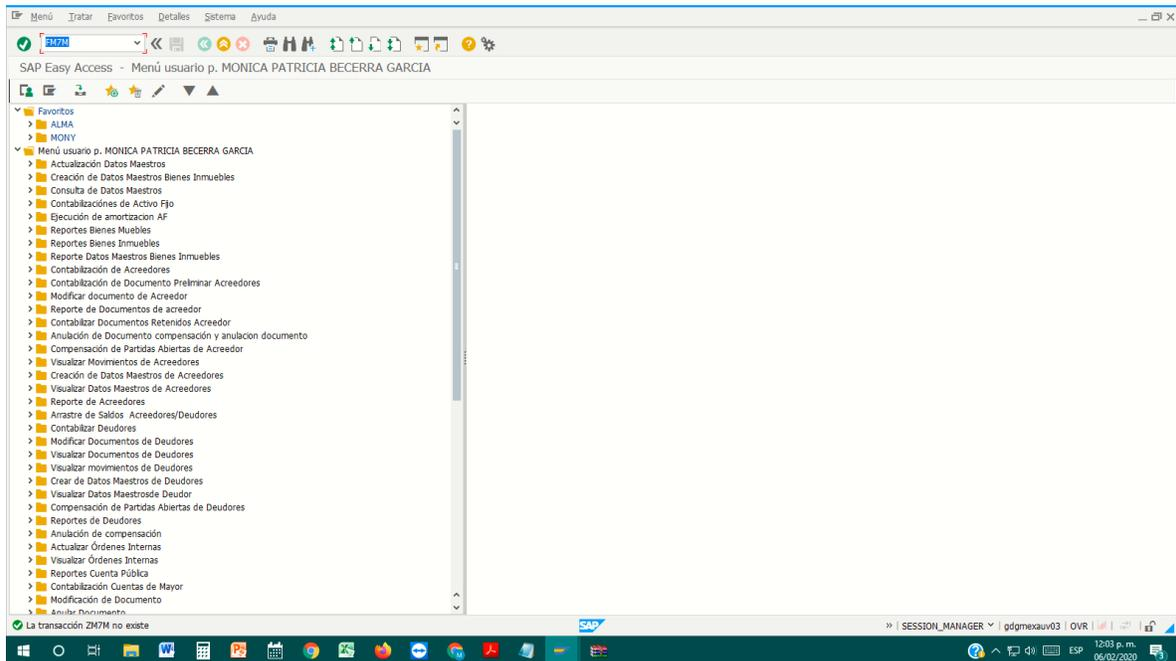 Menú Tratar Favoritos Detalles Sistema Ayuda
FM7M
SAP Easy Access - Menú usuario p. MONICA PATRICIA BECERRA GARCIA
Favoritos
ALMA
MONY
Menú usuario p. MONICA PATRICIA BECERRA GARCIA
Actualización Datos Maestros
Creación de Datos Maestros Bienes Inmuebles
Consulta de Datos Maestros
Contabilizaciónes de Activo Fijo
Ejecución de amortizacion AF
Reportes Bienes Muebles
Reportes Bienes Inmuebles
Reporte Datos Maestros Bienes Inmuebles
Contabilización de Acreedores
Contabilización de Documento Preliminar Acreedores
Modificar documento de Acreedor
Reporte de Documentos de acreedor
Contabilizar Documentos Retenidos Acreedor
Anulación de Documento compensación y anulacion documento
Compensación de Partidas Abiertas de Acreedor
Visualizar Movimientos de Acreedores
Creación de Datos Maestros de Acreedores
Visualizar Datos Maestros de Acreedores
Reporte de Acreedores
Arrastre de Saldos Acreedores/Deudores
Contabilizar Deudores
Modificar Documentos de Deudores
Visualizar Documentos de Deudores
Visualizar movimientos de Deudores
Crear de Datos Maestros de Deudores
Visualizar Datos Maestrosde Deudor
Compensación de Partidas Abiertas de Deudores
Reportes de Deudores
Anulación de compensación
Actualizar Órdenes Internas
Visualizar Órdenes Internas
Reportes Cuenta Pública
Contabilización Cuentas de Mayor
Modificación de Documento
Anular Documento
La transacción ZM7M no existe
SAP
SESSION_MANAGER gdgmexauv03 OVR
ESP
12:03 p. m.
06/02/2020